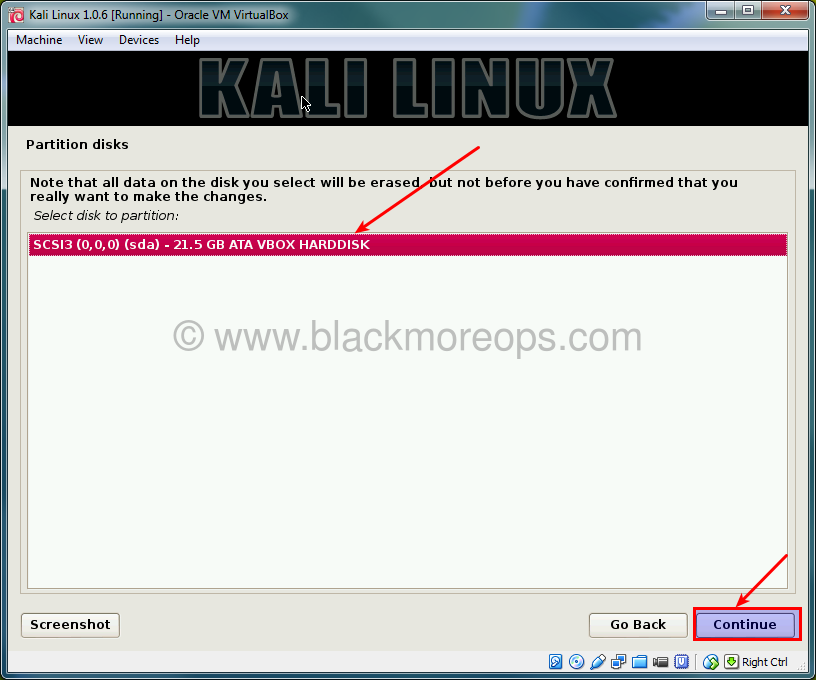 Kali Linux 1.0.6 [Running] - Oracle VM VirtualBox
Machine View Devices Help
KALI LINUX
Partition disks
Note that all data on the disk you select will be erased, but not before you have confirmed that you
really want to make the changes.
Select disk to partition:
SCSI3 (0,0,0) (sda) - 21.5 GB ATA VBOX HARDDISK
© www.blackmoreops.com
Screenshot Go Back Continue
Right Ctrl